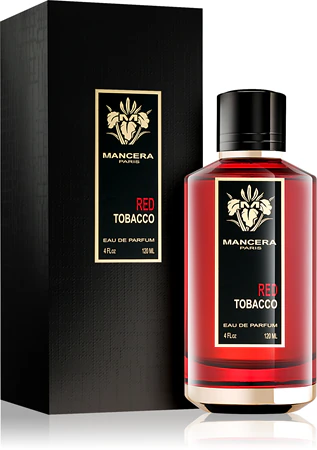 MANCERA
PARIS
RED
TOBACCO
EAU DE PARFUM
4 Fl.oz 120 ML
MANCERA
PARIS
RED
TOBACCO
EAU DE PARFUM
4 Fl.oz 120 ML